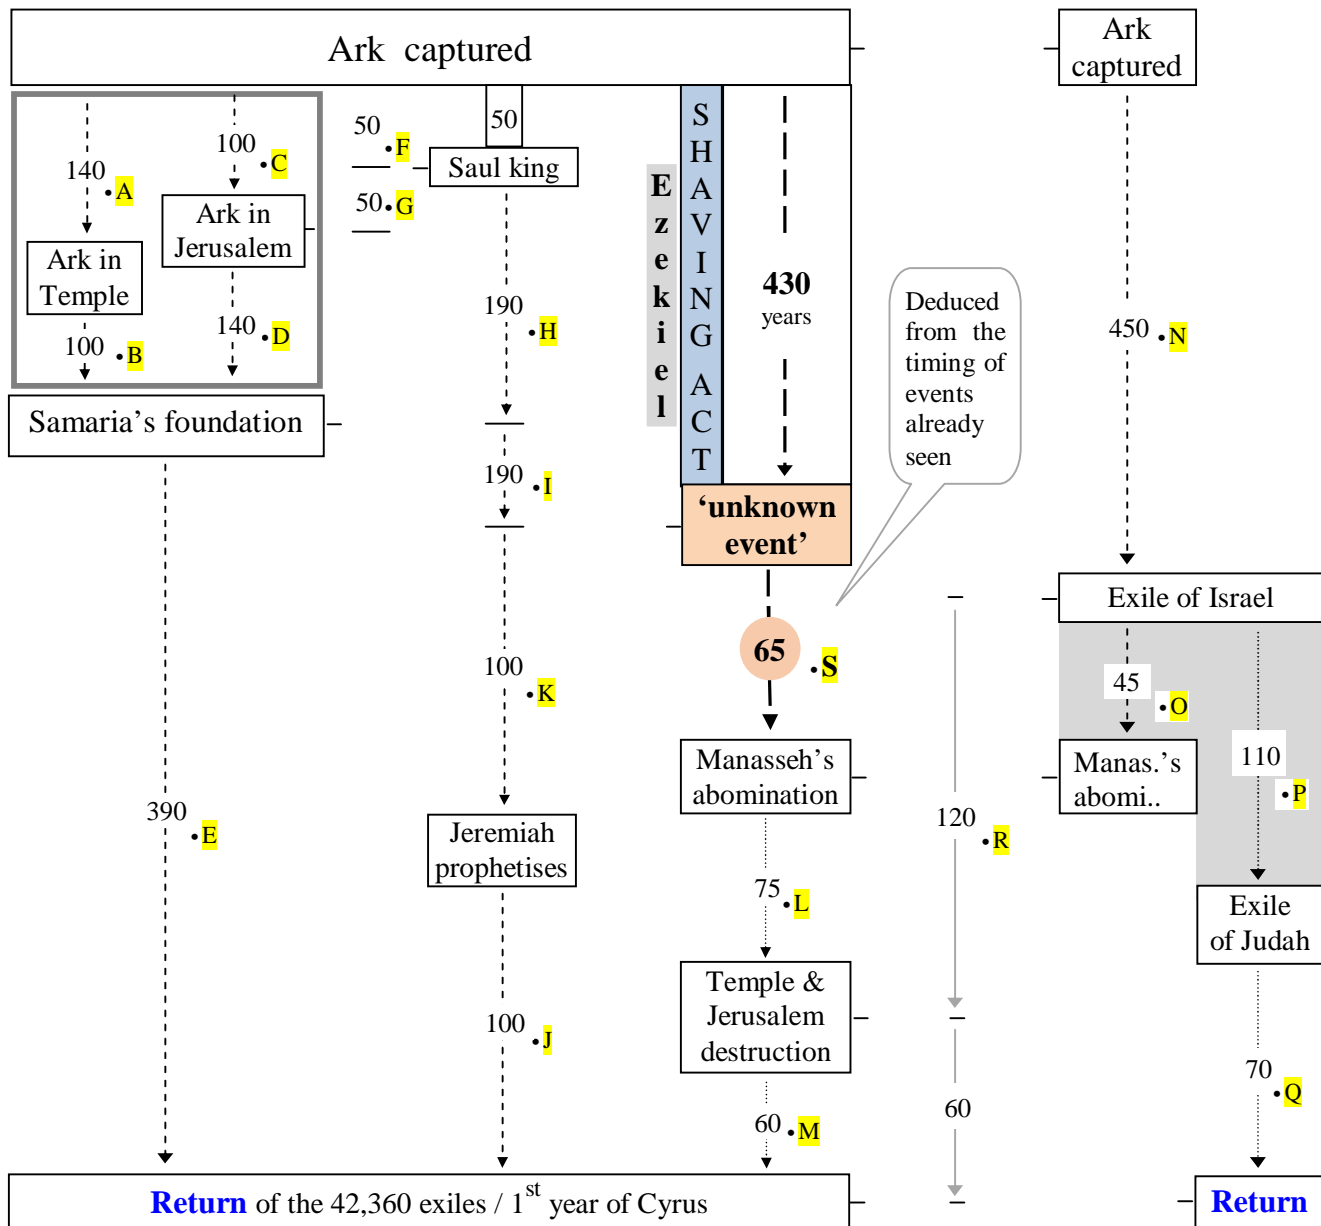 Ark captured
Ark
captured
140
.A
Ark in
Temple
100
.B
100
.C
Ark in
Jerusalem
140
.D
Samaria’s foundation
390
.E
50
.F
50
.G
50
Saul king
190
.H
190
.I
100
.K
Jeremiah
prophetises
100
.J
Ezekiel
SHAVING ACT
430
years
‘unknown
event’
Deduced
from the
timing of
events
already
seen
65
.S
Manasseh’s
abomination
75
.L
Temple &
Jerusalem
destruction
60
.M
120
.R
60
450
.N
Exile of Israel
45
.O
Manas.’s
abomi..
110
.P
Exile
of Judah
70
.Q
Return of the 42,360 exiles / 1st year of Cyrus
Return